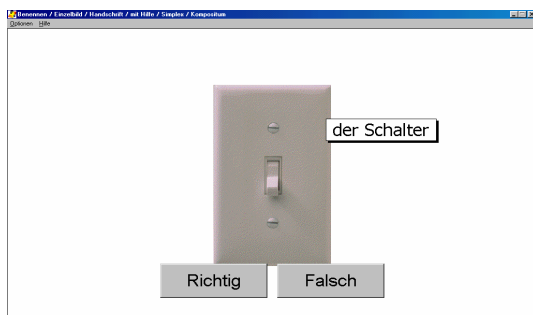 Benennen / Einzelbild / Handschrift / mit Hilfe / Simplex / Kompositum
Optionen Hilfe
der Schalter
Richtig Falsch